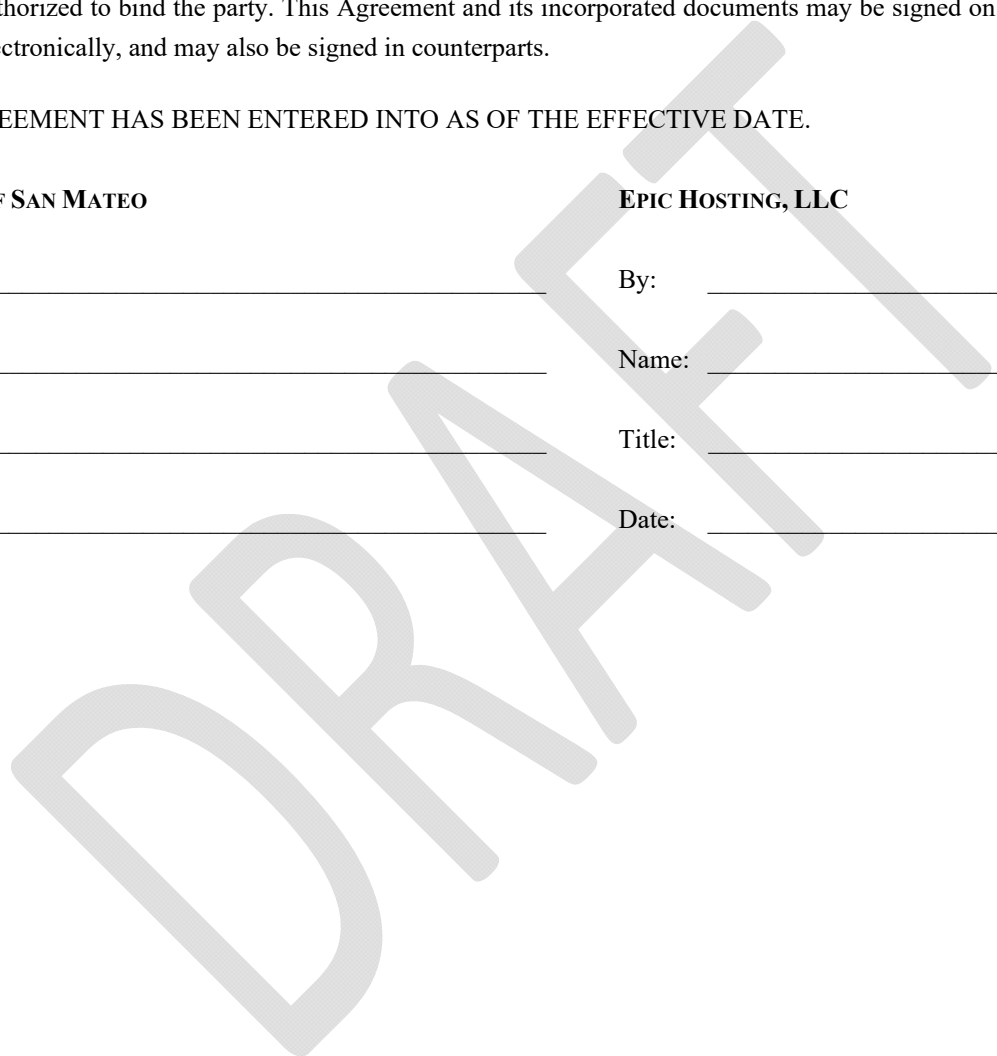 thorized to bind the party. This Agreement and its incorporated documents may be signed on
ectronically, and may also be signed in counterparts.
EEMENT HAS BEEN ENTERED INTO AS OF THE EFFECTIVE DATE.
F SAN MATEO
EPIC HOSTING, LLC
By:
Name:
Title:
Date:
DRAFT